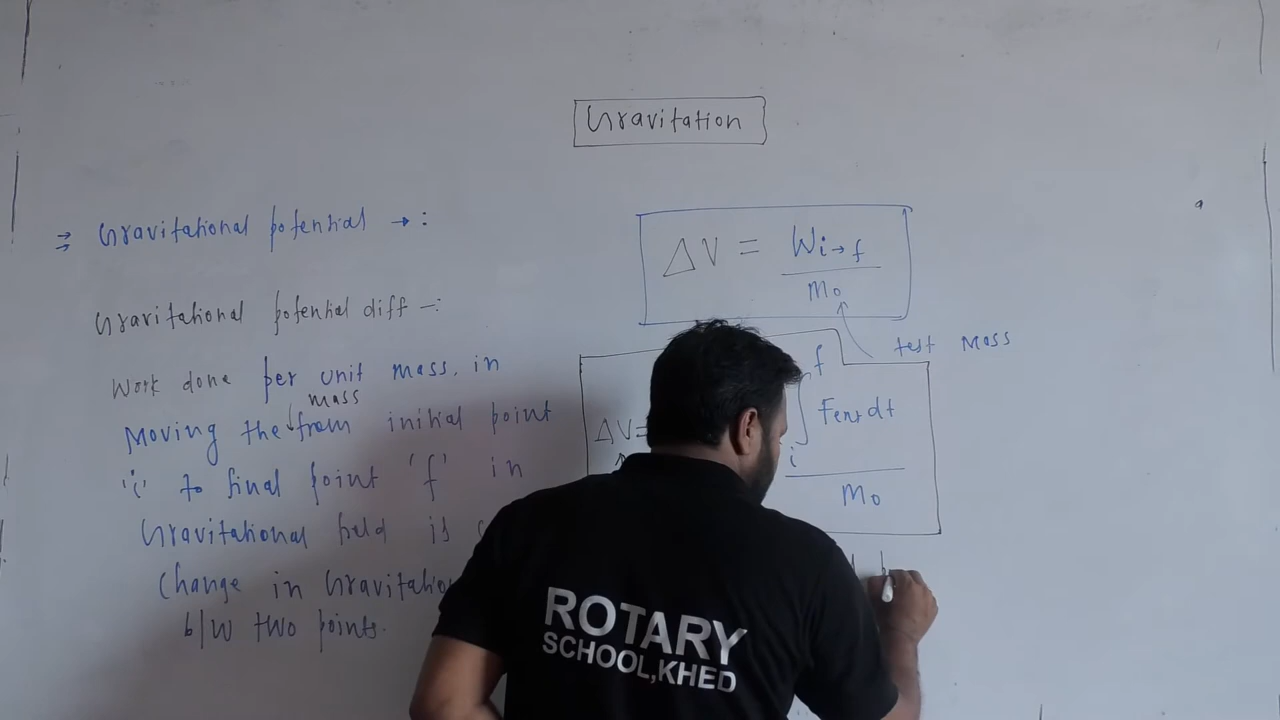 Gravitation
⇒ Gravitational potential → :
Gravitational potential diff -:
Work done per unit mass. in
mass
Moving the from initial point
'i' to final point 'f' in
Gravitational field is
Change in Gravitatio
b/w two points.
ΔV = Wi→f
m₀
test Mass
f
ΔV=
i
m₀
ROTARY
SCHOOL,KHED